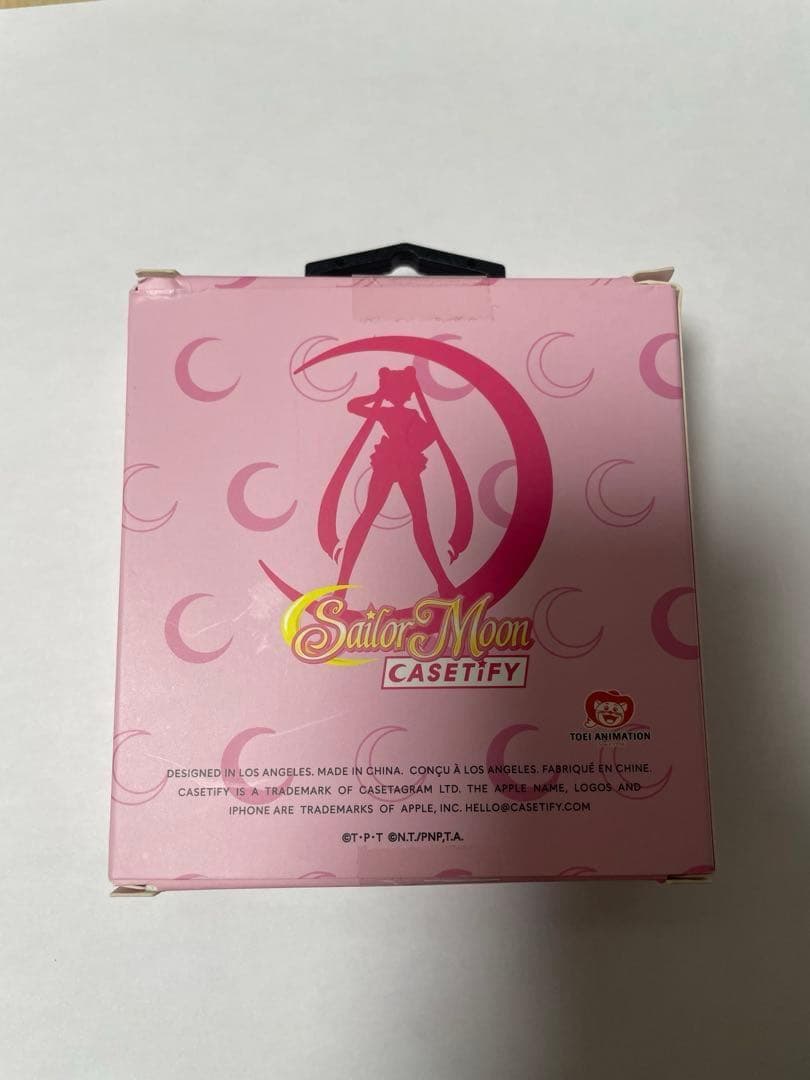 Sailor Moon
CASETiFY
TOEI ANIMATION
DESIGNED IN LOS ANGELES. MADE IN CHINA. CONÇU À LOS ANGELES. FABRIQUÉ EN CHINE.
CASETiFY IS A TRADEMARK OF CASETAGRAM LTD. THE APPLE NAME, LOGOS AND
IPHONE ARE TRADEMARKS OF APPLE, INC. HELLO@CASETIFY.COM
©T・P・T ©N.T./PNP,T.A.